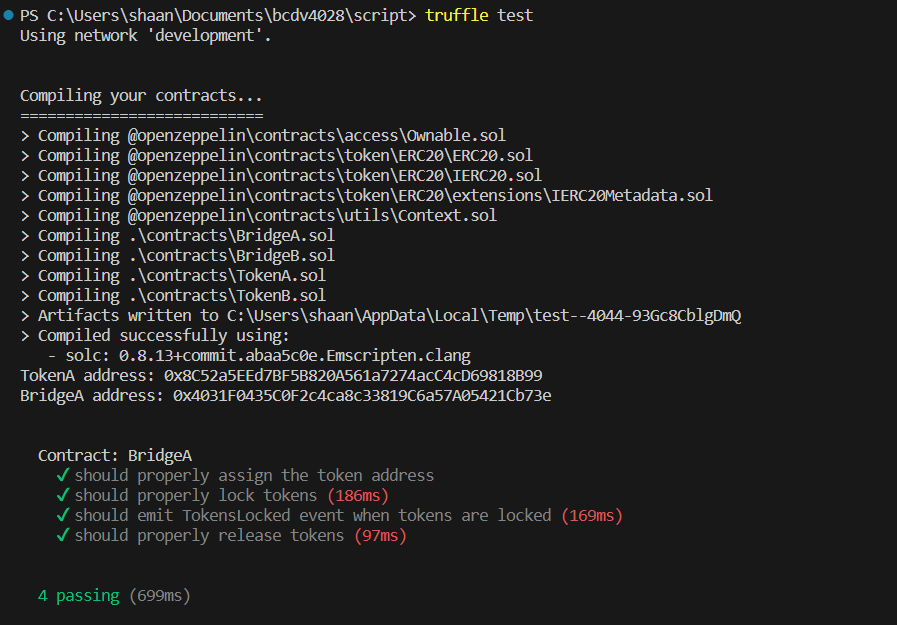 PS C:\Users\shaan\Documents\bcdv4028\script> truffle test
Using network 'development'.
Compiling your contracts...
===========================
> Compiling @openzeppelin\contracts\access\Ownable.sol
> Compiling @openzeppelin\contracts\token\ERC20\ERC20.sol
> Compiling @openzeppelin\contracts\token\ERC20\IERC20.sol
> Compiling @openzeppelin\contracts\token\ERC20\extensions\IERC20Metadata.sol
> Compiling @openzeppelin\contracts\utils\Context.sol
> Compiling .\contracts\BridgeA.sol
> Compiling .\contracts\BridgeB.sol
> Compiling .\contracts\TokenA.sol
> Compiling .\contracts\TokenB.sol
> Artifacts written to C:\Users\shaan\AppData\Local\Temp\test--4044-93Gc8CblgDmQ
> Compiled successfully using:
   - solc: 0.8.13+commit.abaa5c0e.Emscripten.clang
TokenA address: 0x8C52a5EEd7BF5B820A561a7274acC4cD69818B99
BridgeA address: 0x4031F0435C0F2c4ca8c33819C6a57A05421Cb73e
Contract: BridgeA
✓ should properly assign the token address
✓ should properly lock tokens (186ms)
✓ should emit TokensLocked event when tokens are locked (169ms)
✓ should properly release tokens (97ms)
4 passing (699ms)